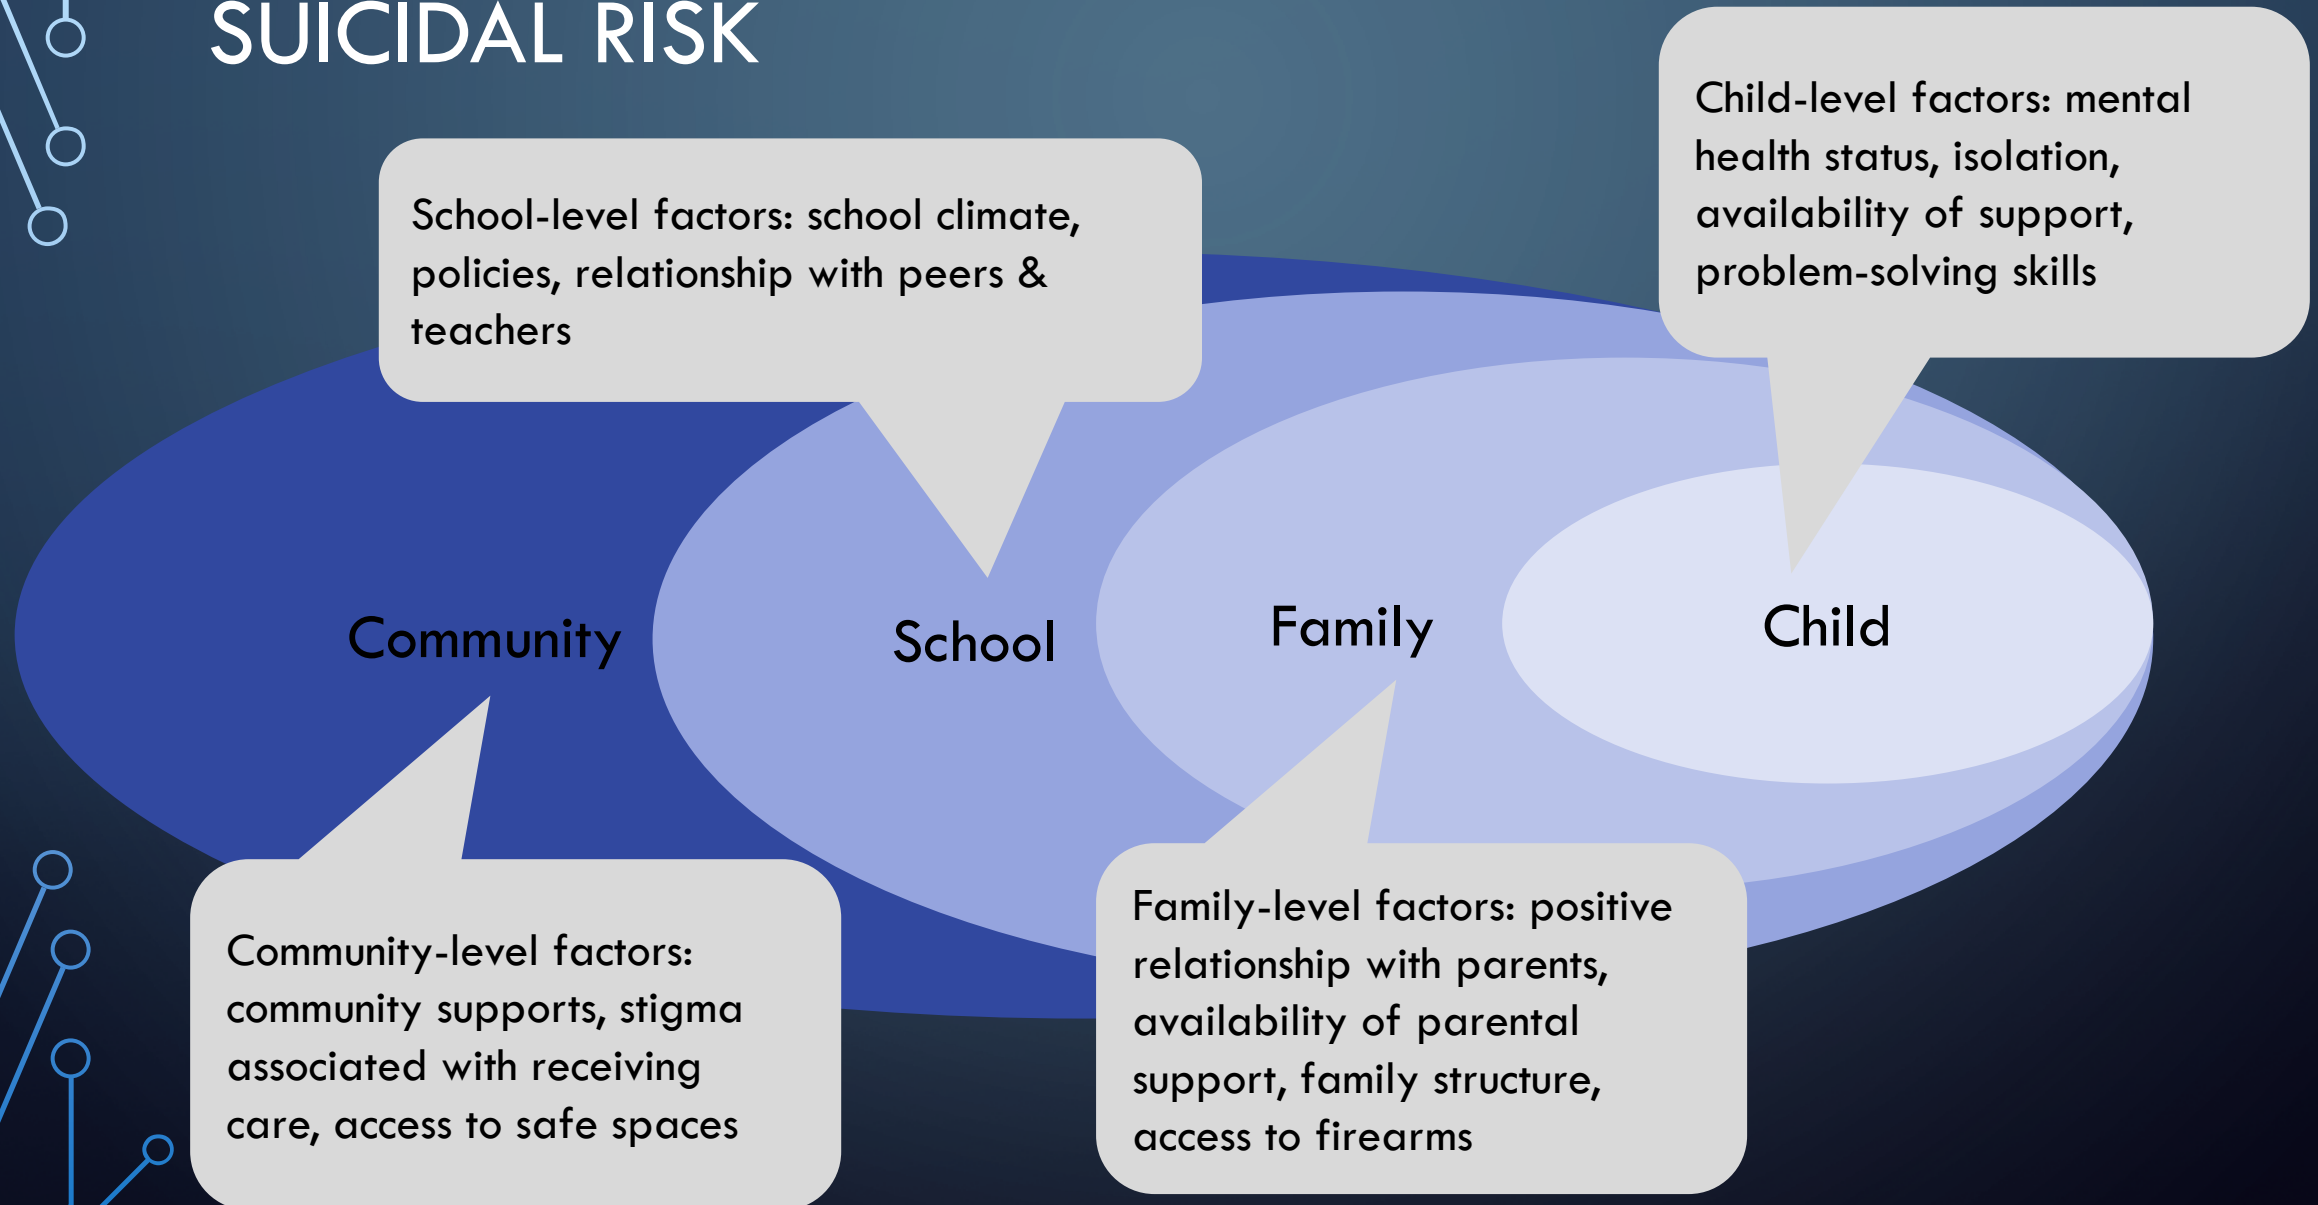 SUICIDAL RISK
School-level factors: school climate,
policies, relationship with peers &
teachers
Child-level factors: mental
health status, isolation,
availability of support,
problem-solving skills
Community
School
Family
Child
Community-level factors:
community supports, stigma
associated with receiving
care, access to safe spaces
Family-level factors: positive
relationship with parents,
availability of parental
support, family structure,
access to firearms